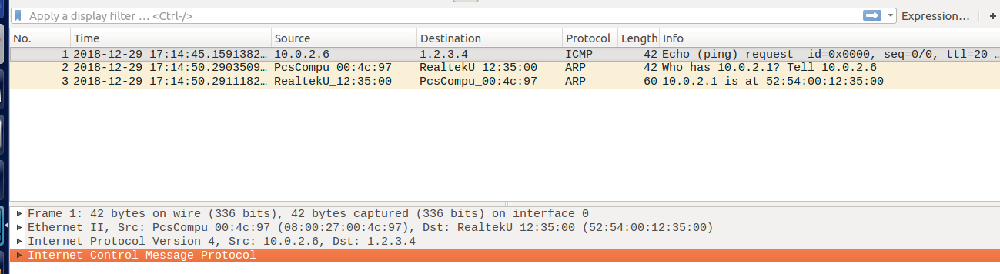 Apply a display filter … <Ctrl-/> Expression… +
No. Time Source Destination Protocol Length Info
1 2018-12-29 17:14:45.1591382… 10.0.2.6 1.2.3.4 ICMP 42 Echo (ping) request id=0x0000, seq=0/0, ttl=20 …
2 2018-12-29 17:14:50.2903509… PcsCompu_00:4c:97 RealtekU_12:35:00 ARP 42 Who has 10.0.2.1? Tell 10.0.2.6
3 2018-12-29 17:14:50.2911182… RealtekU_12:35:00 PcsCompu_00:4c:97 ARP 60 10.0.2.1 is at 52:54:00:12:35:00
Frame 1: 42 bytes on wire (336 bits), 42 bytes captured (336 bits) on interface 0
Ethernet II, Src: PcsCompu_00:4c:97 (08:00:27:00:4c:97), Dst: RealtekU_12:35:00 (52:54:00:12:35:00)
Internet Protocol Version 4, Src: 10.0.2.6, Dst: 1.2.3.4
Internet Control Message Protocol